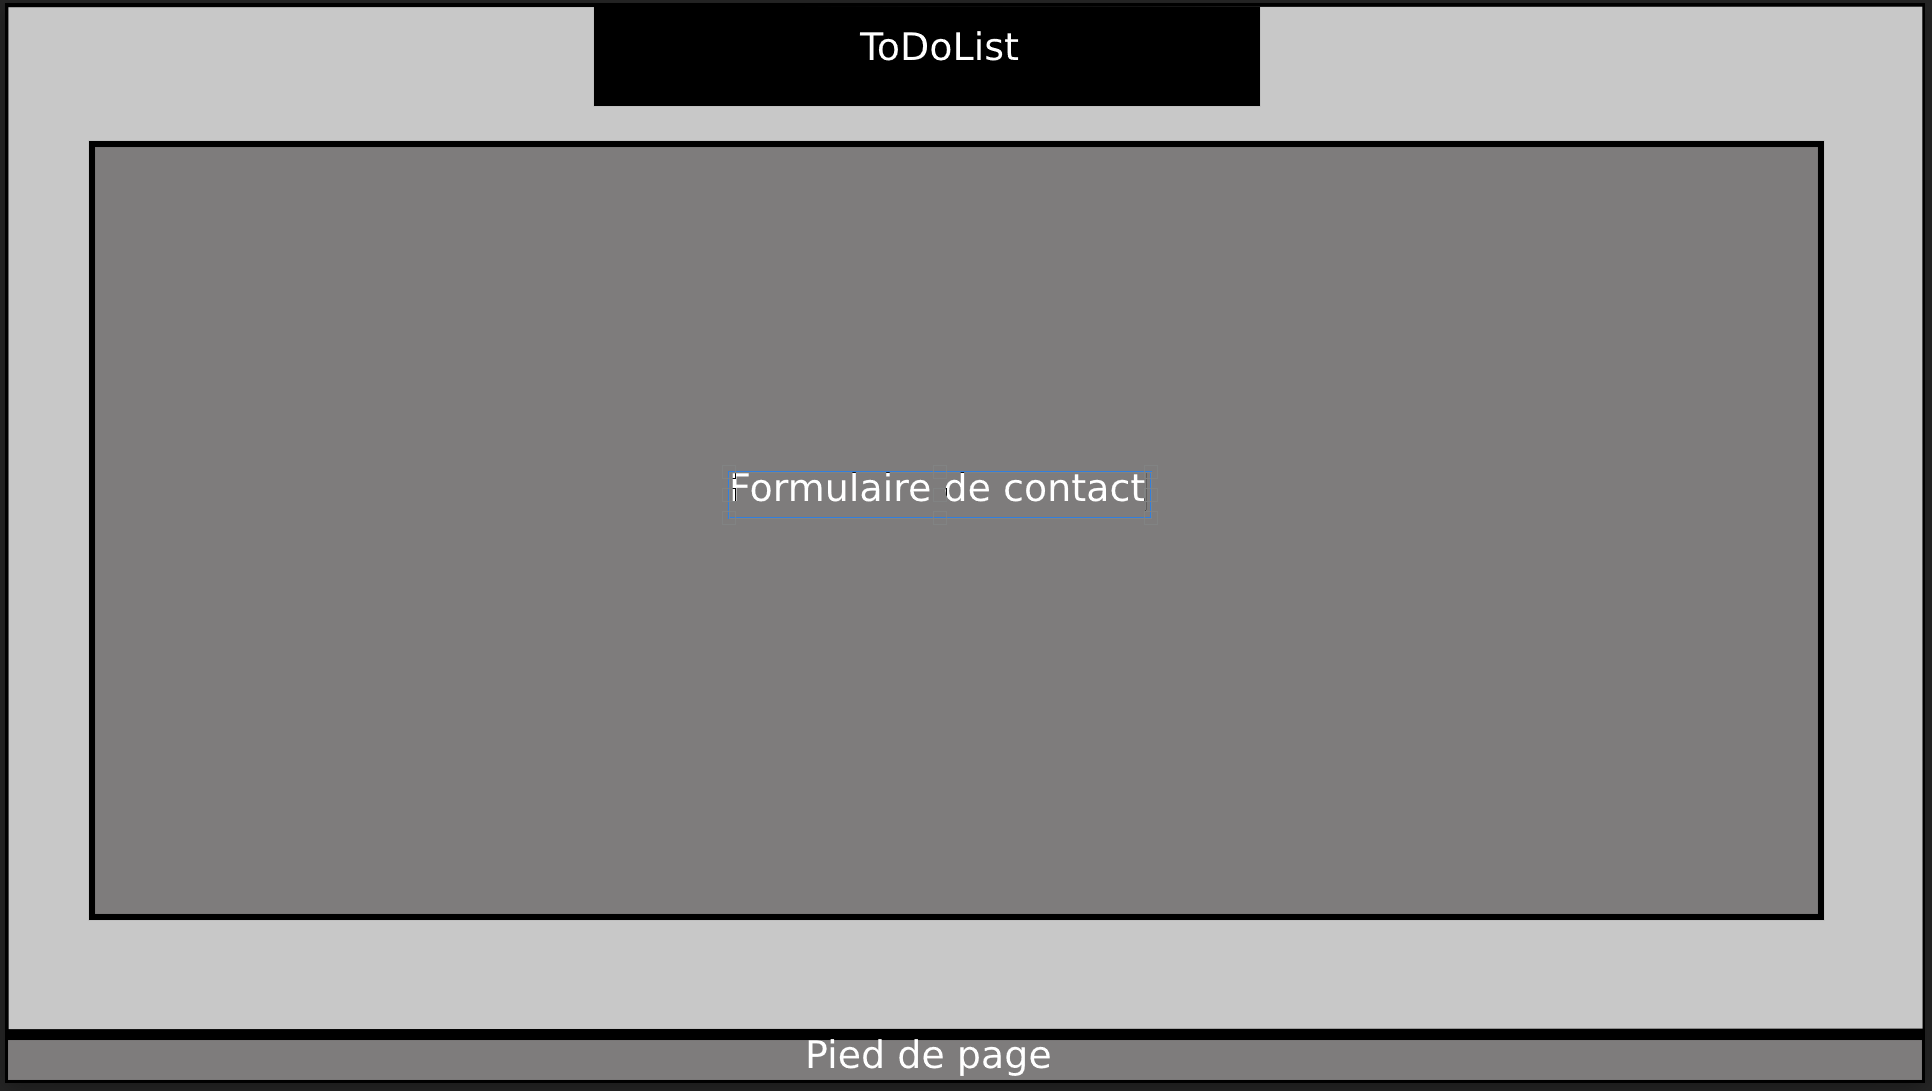 ToDoList
Formulaire de contact
Pied de page